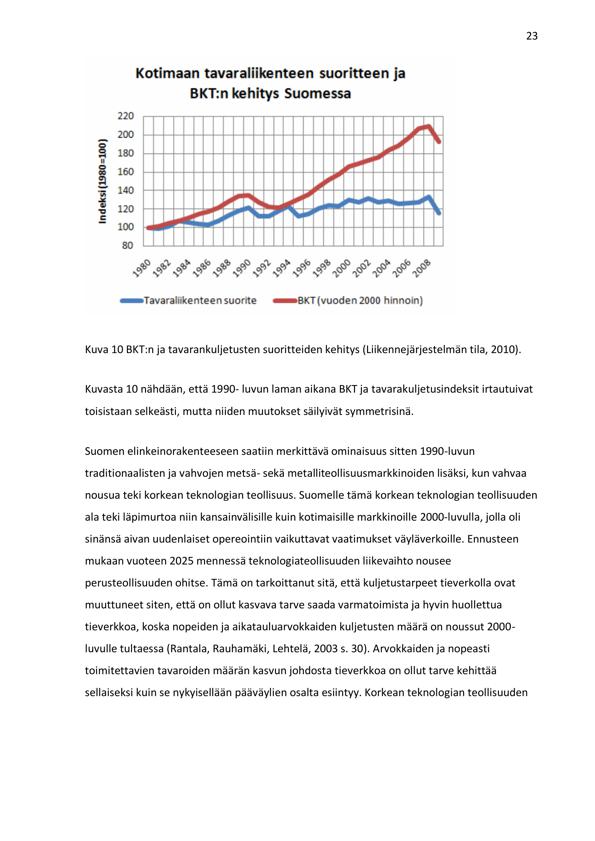 23
Kotimaan tavaraliikenteen suoritteen ja
BKT:n kehitys Suomessa
Indeksi (1980=100)
220
200
180
160
140
120
100
80
1980 1982 1984 1986 1988 1990 1992 1994 1996 1998 2000 2002 2004 2006 2008
Tavaraliikenteen suorite BKT (vuoden 2000 hinnoin)
Kuva 10 BKT:n ja tavarankuljetusten suoritteiden kehitys (Liikennejärjestelmän tila, 2010).
Kuvasta 10 nähdään, että 1990- luvun laman aikana BKT ja tavarakuljetusindeksit irtautuivat
toisistaan selkeästi, mutta niiden muutokset säilyivät symmetrisinä.
Suomen elinkeinorakenteeseen saatiin merkittävä ominaisuus sitten 1990-luvun
traditionaalisten ja vahvojen metsä- sekä metalliteollisuusmarkkinoiden lisäksi, kun vahvaa
nousua teki korkean teknologian teollisuus. Suomelle tämä korkean teknologian teollisuuden
ala teki läpimurtoa niin kansainvälisille kuin kotimaisille markkinoille 2000-luvulla, jolla oli
sinänsä aivan uudenlaiset opereointiin vaikuttavat vaatimukset väyläverkoille. Ennusteen
mukaan vuoteen 2025 mennessä teknologiateollisuuden liikevaihto nousee
perusteollisuuden ohitse. Tämä on tarkoittanut sitä, että kuljetustarpeet tieverkolla ovat
muuttuneet siten, että on ollut kasvava tarve saada varmatoimista ja hyvin huollettua
tieverkkoa, koska nopeiden ja aikatauluarvokkaiden kuljetusten määrä on noussut 2000-
luvulle tultaessa (Rantala, Rauhamäki, Lehtelä, 2003 s. 30). Arvokkaiden ja nopeasti
toimitettavien tavaroiden määrän kasvun johdosta tieverkkoa on ollut tarve kehittää
sellaiseksi kuin se nykyisellään pääväylien osalta esiintyy. Korkean teknologian teollisuuden